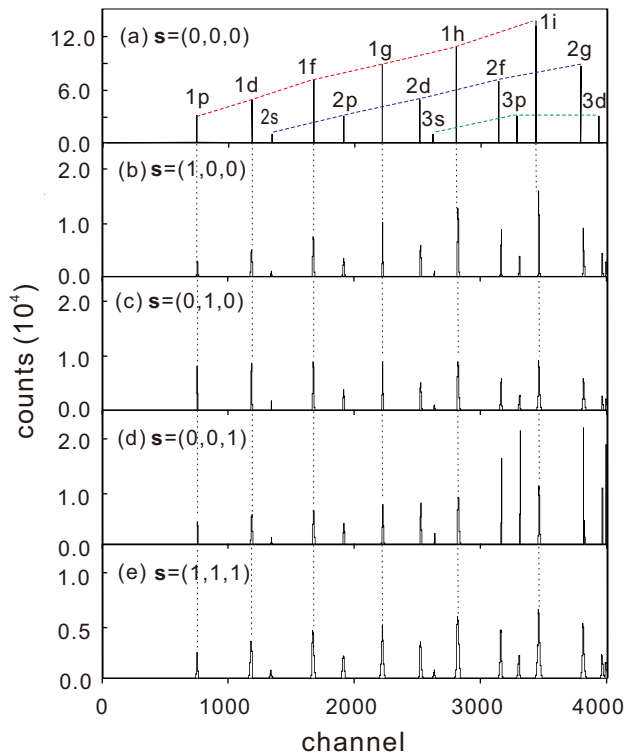 12.0
6.0
0.0
(a) s=(0,0,0)
1p
1d
2s
1f
2p
1g
2d
1h
3s
2f
3p
1i
2g
3d
2.0
1.0
0.0
(b) s=(1,0,0)
2.0
1.0
0.0
(c) s=(0,1,0)
2.0
1.0
0.0
(d) s=(0,0,1)
1.0
0.5
0.0
(e) s=(1,1,1)
counts (10⁴)
0 1000 2000 3000 4000
channel